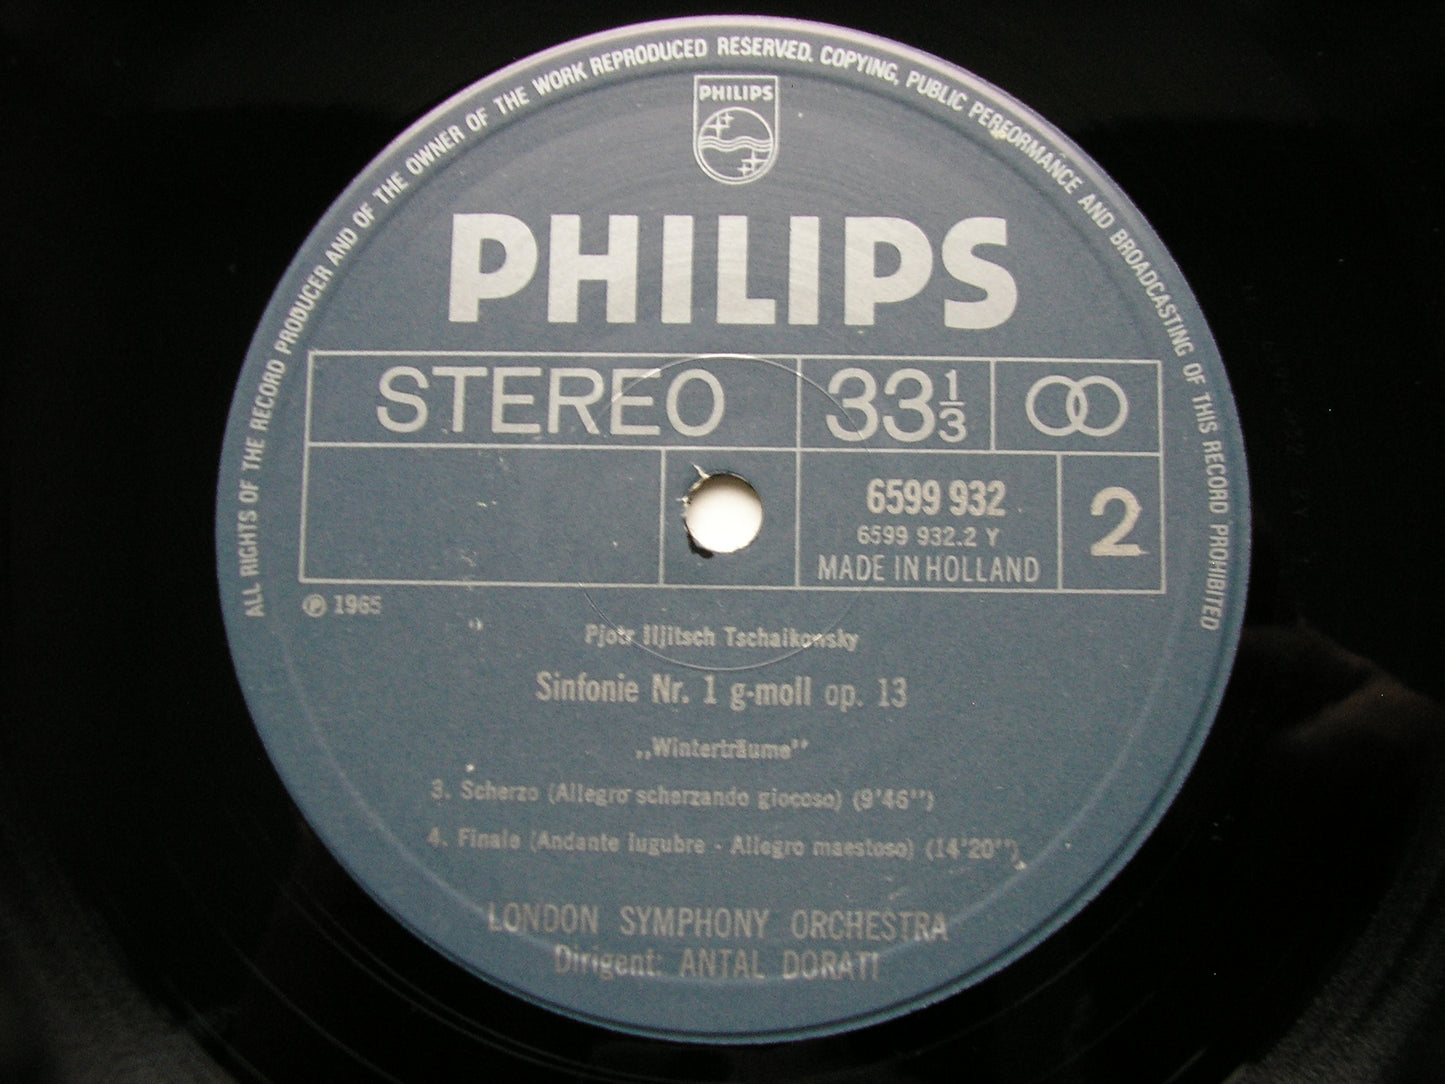 ALL RIGHTS OF THE RECORD PRODUCER AND OF THE OWNER OF THE WORK REPRODUCED RESERVED. COPYING, PUBLIC PERFORMANCE AND BROADCASTING OF THIS RECORD PROHIBITED
PHILIPS
PHILIPS
STEREO 33 1/3
6599 932 2
6599 932.2 Y
MADE IN HOLLAND
Ⓟ 1965
Pjotr Iljitsch Tschaikowsky
Sinfonie Nr. 1 g-moll op. 13
„Winterträume”
3. Scherzo (Allegro scherzando giocoso) (9'46'')
4. Finale (Andante lugubre - Allegro maestoso) (14'20'')
LONDON SYMPHONY ORCHESTRA
Dirigent: ANTAL DORATI